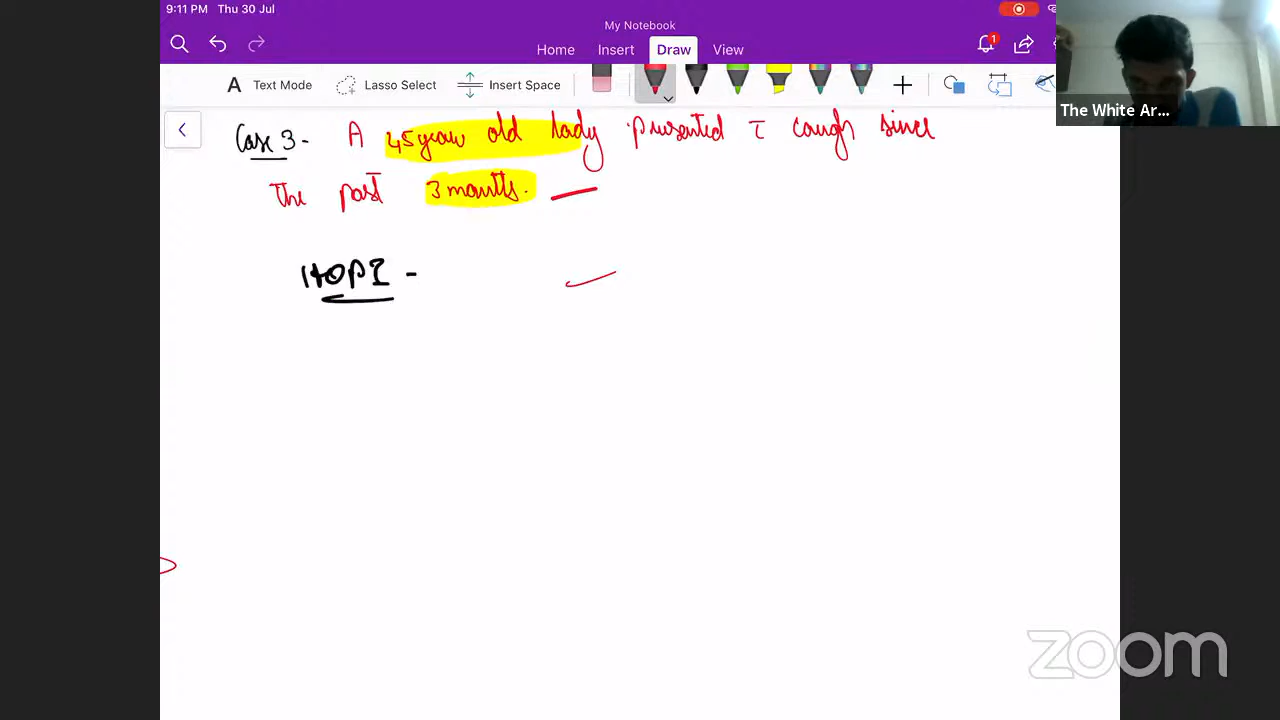 9:11 PM Thu 30 Jul
My Notebook
Home Insert Draw View
1
A Text Mode Lasso Select Insert Space
The White Ar...
Case 3 - A 45 year old lady presented c̄ cough since
the past 3 months.
HOPI -
zoom